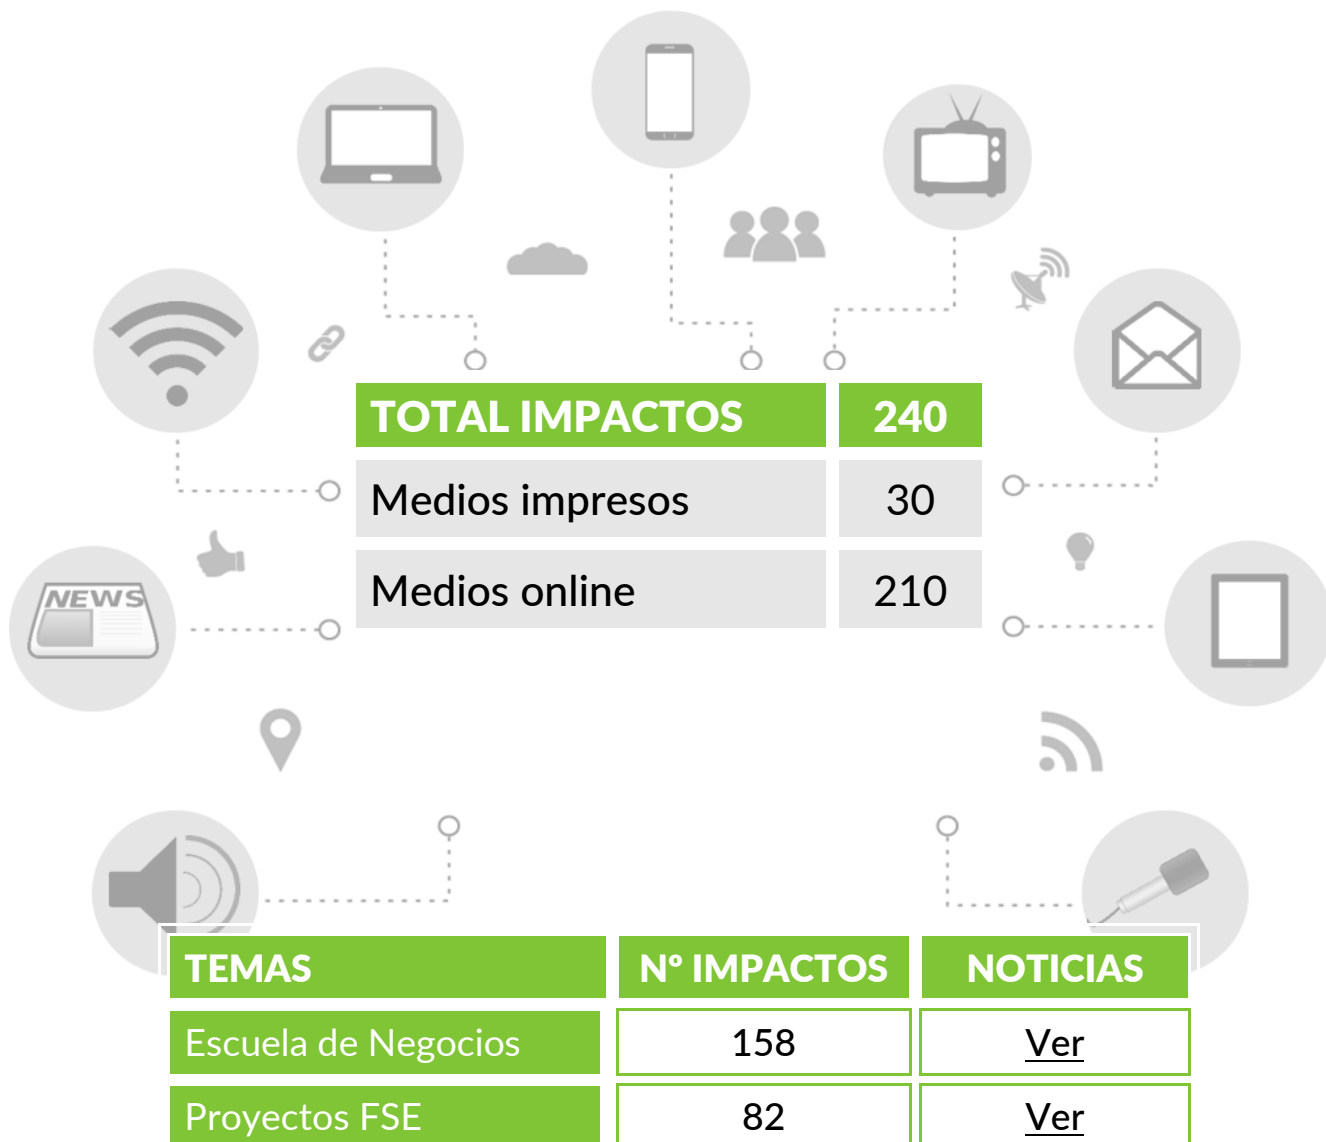 TOTAL IMPACTOS 240
Medios impresos 30
Medios online 210
NEWS
TEMAS Nº IMPACTOS NOTICIAS
Escuela de Negocios 158 Ver
Proyectos FSE 82 Ver